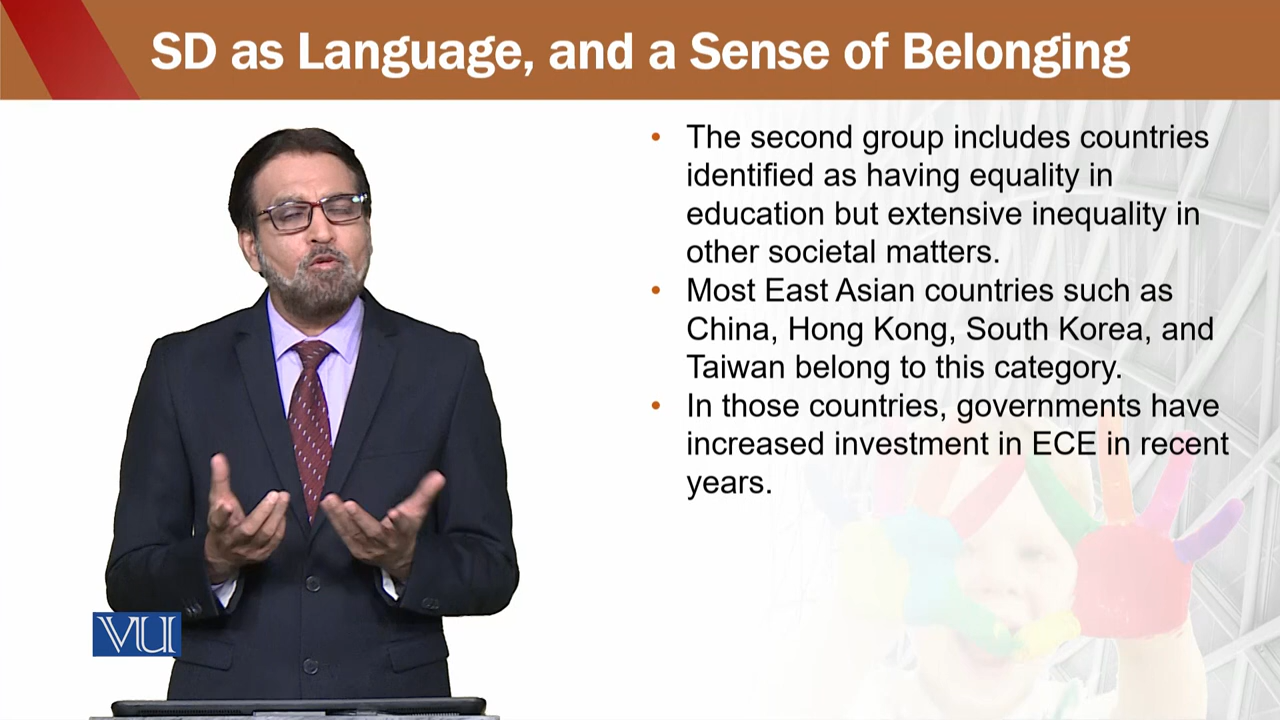 SD as Language, and a Sense of Belonging
• The second group includes countries
identified as having equality in
education but extensive inequality in
other societal matters.
• Most East Asian countries such as
China, Hong Kong, South Korea, and
Taiwan belong to this category.
• In those countries, governments have
increased investment in ECE in recent
years.
VU